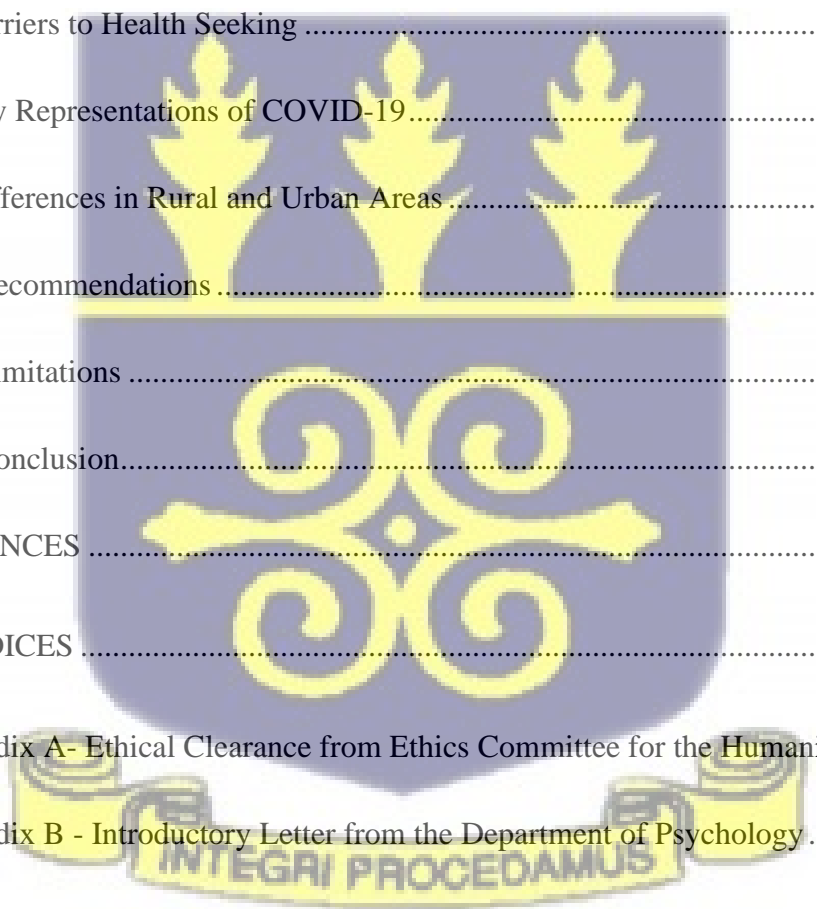 rriers to Health Seeking ........................................................................
y Representations of COVID-19........................................................................
fferences in Rural and Urban Areas ........................................................................
ecommendations ........................................................................
imitations ........................................................................
onclusion........................................................................
NCES ........................................................................
DICES ........................................................................
dix A- Ethical Clearance from Ethics Committee for the Humani
dix B - Introductory Letter from the Department of Psychology .
INTEGRI PROCEDAMUS